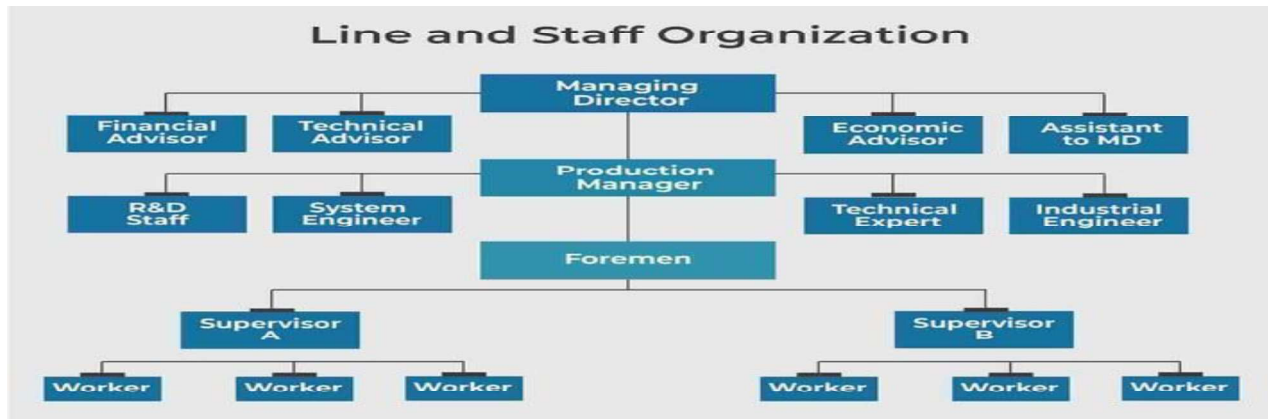 Line and Staff Organization
Managing
Director
Financial
Advisor
Technical
Advisor
Economic
Advisor
Assistant
to MD
Production
Manager
R&D
Staff
System
Engineer
Technical
Expert
Industrial
Engineer
Foremen
Supervisor
A
Supervisor
B
Worker
Worker
Worker
Worker
Worker
Worker